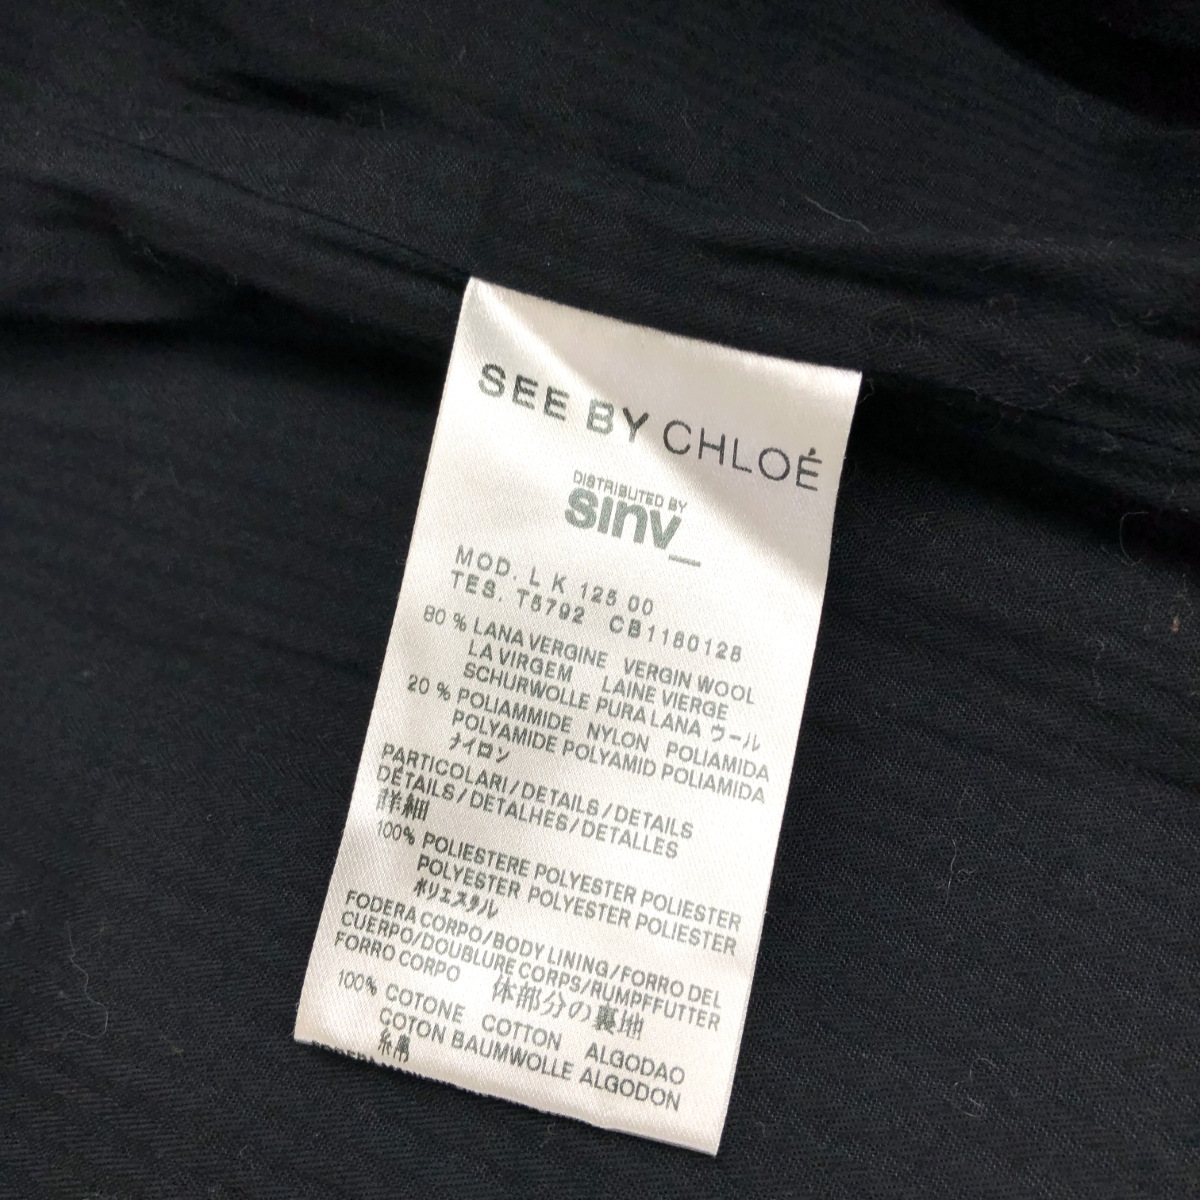 SEE BY CHLOÉ
DISTRIBUTED BY
sinv_
MOD. L K 125 00
TES. T5792 CB1180128
80 % LANA VERGINE VERGIN WOOL
LA VIRGEM LAINE VIERGE
SCHURWOLLE PURA LANA ウール
20 % POLIAMMIDE NYLON POLIAMIDA
POLYAMIDE POLYAMID POLIAMIDA
ナイロン
PARTICOLARI/DETAILS/DETAILS
DÉTAILS/DETALHES/DETALLES
詳細
100% POLIESTERE POLYESTER POLIESTER
POLYESTER POLYESTER POLIESTER
ポリエスタル
FODERA CORPO/BODY LINING/FORRO DEL
CUERPO/DOUBLURE CORPS/RUMPFFUTTER
FORRO CORPO 体部分の裏地
100% COTONE COTTON ALGODAO
COTON BAUMWOLLE ALGODON